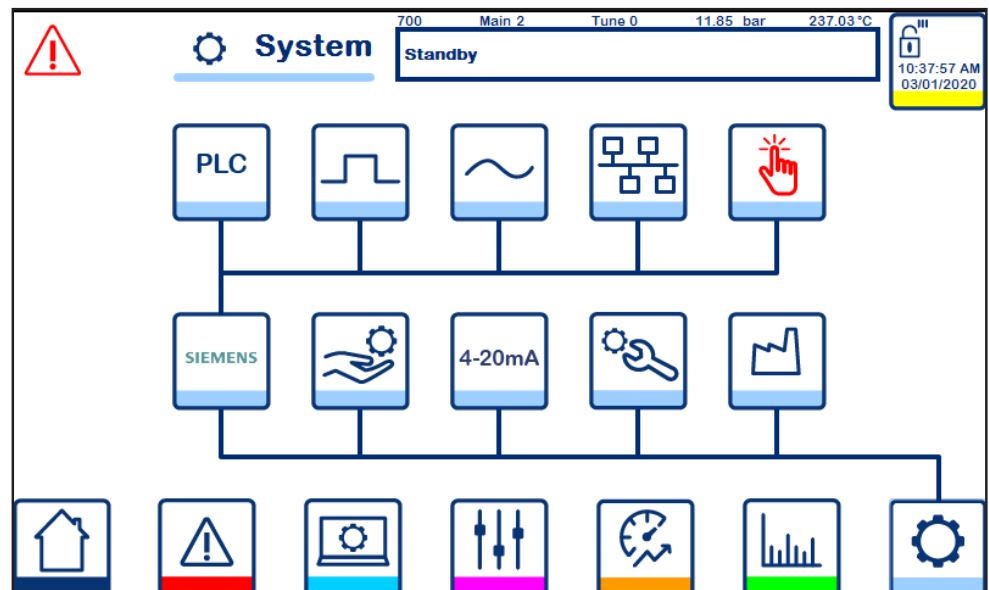 700 Main 2 Tune 0 11.85 bar 237.03 °C
System
Standby
10:37:57 AM
03/01/2020
PLC
SIEMENS
4-20mA